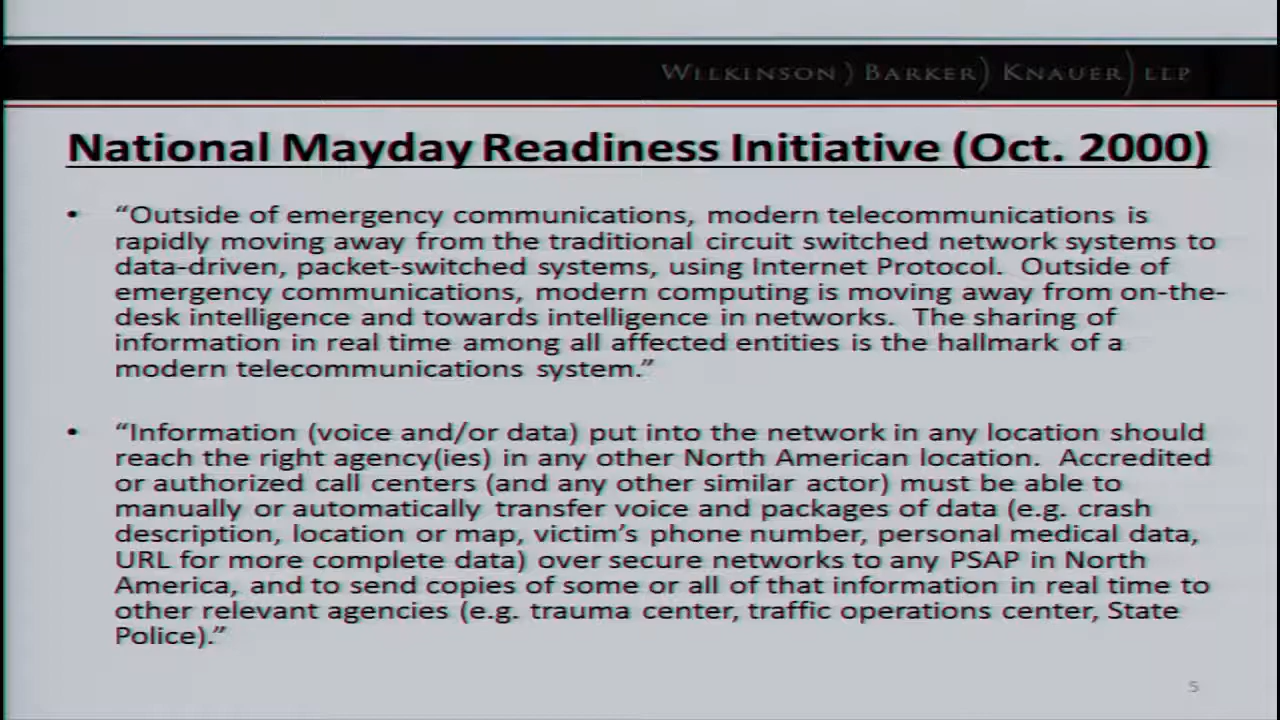 WILKINSON) BARKER) KNAUER) LLP
National Mayday Readiness Initiative (Oct. 2000)
• “Outside of emergency communications, modern telecommunications is
rapidly moving away from the traditional circuit switched network systems to
data-driven, packet-switched systems, using Internet Protocol. Outside of
emergency communications, modern computing is moving away from on-the-
desk intelligence and towards intelligence in networks. The sharing of
information in real time among all affected entities is the hallmark of a
modern telecommunications system.”
• “Information (voice and/or data) put into the network in any location should
reach the right agency(ies) in any other North American location. Accredited
or authorized call centers (and any other similar actor) must be able to
manually or automatically transfer voice and packages of data (e.g. crash
description, location or map, victim’s phone number, personal medical data,
URL for more complete data) over secure networks to any PSAP in North
America, and to send copies of some or all of that information in real time to
other relevant agencies (e.g. trauma center, traffic operations center, State
Police).”
5